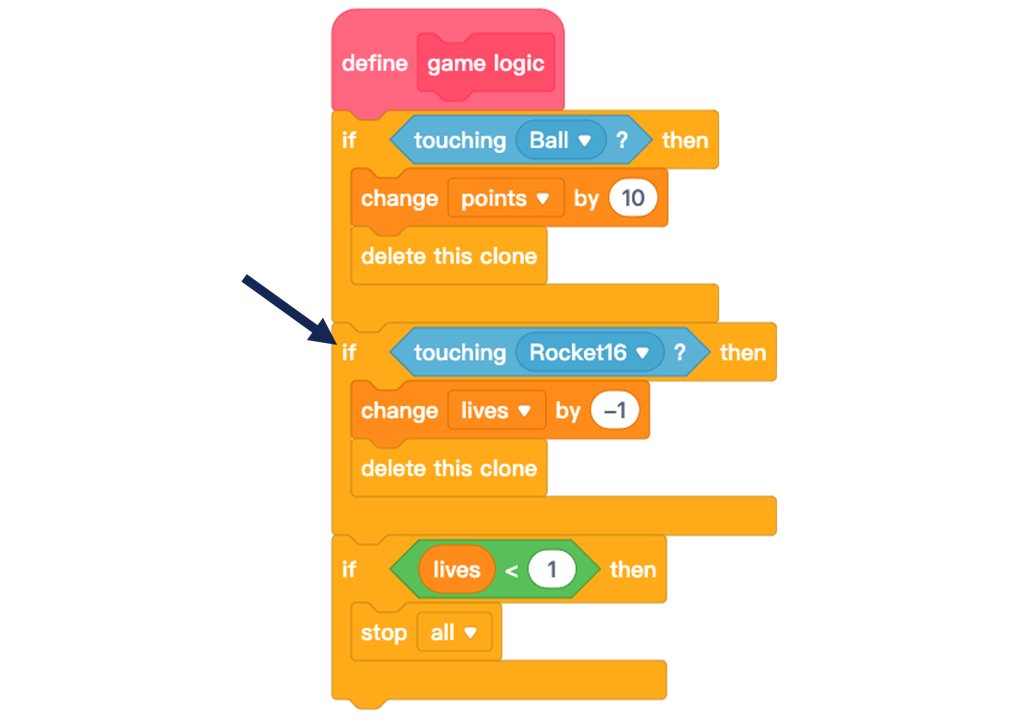 define game logic
if touching Ball ? then
change points by 10
delete this clone
if touching Rocket16 ? then
change lives by –1
delete this clone
if lives < 1 then
stop all